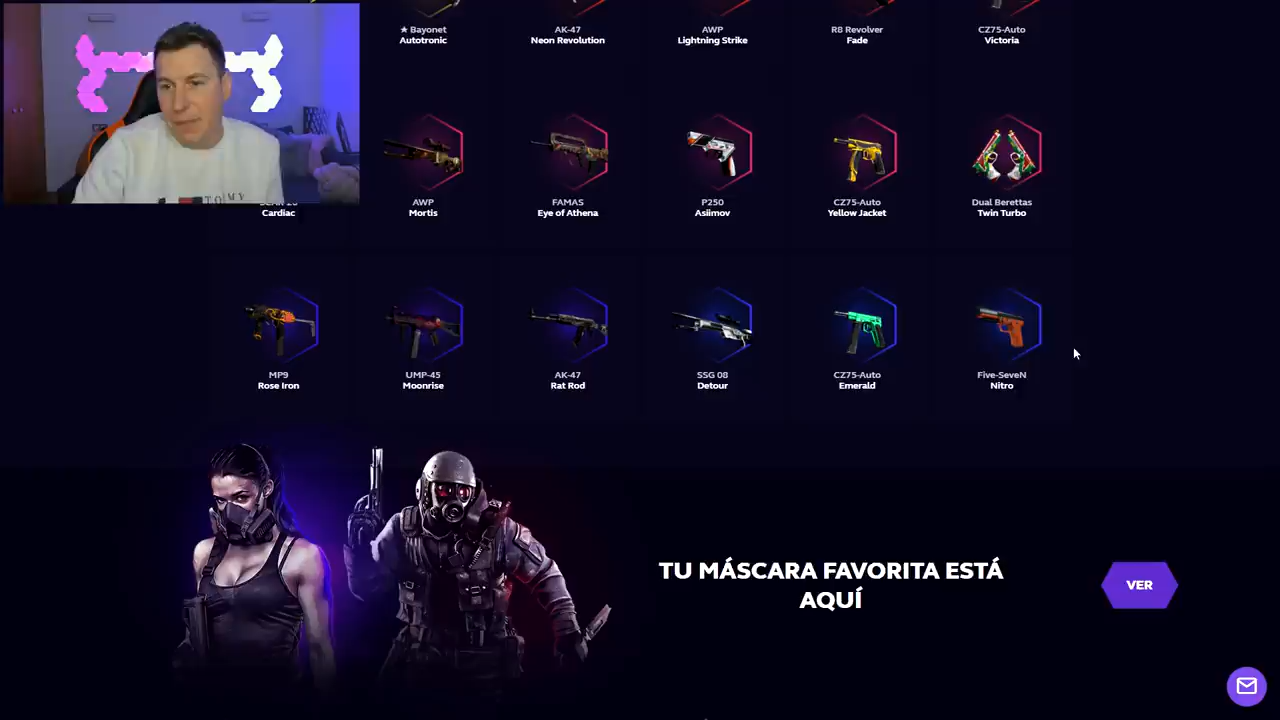 ★ Bayonet
Autotronic
AK-47
Neon Revolution
AWP
Lightning Strike
R8 Revolver
Fade
CZ75-Auto
Victoria
Cardiac
AWP
Mortis
FAMAS
Eye of Athena
P250
Asiimov
CZ75-Auto
Yellow Jacket
Dual Berettas
Twin Turbo
MP9
Rose Iron
UMP-45
Moonrise
AK-47
Rat Rod
SSG 08
Detour
CZ75-Auto
Emerald
Five-SeveN
Nitro
TU MÁSCARA FAVORITA ESTÁ
AQUÍ
VER